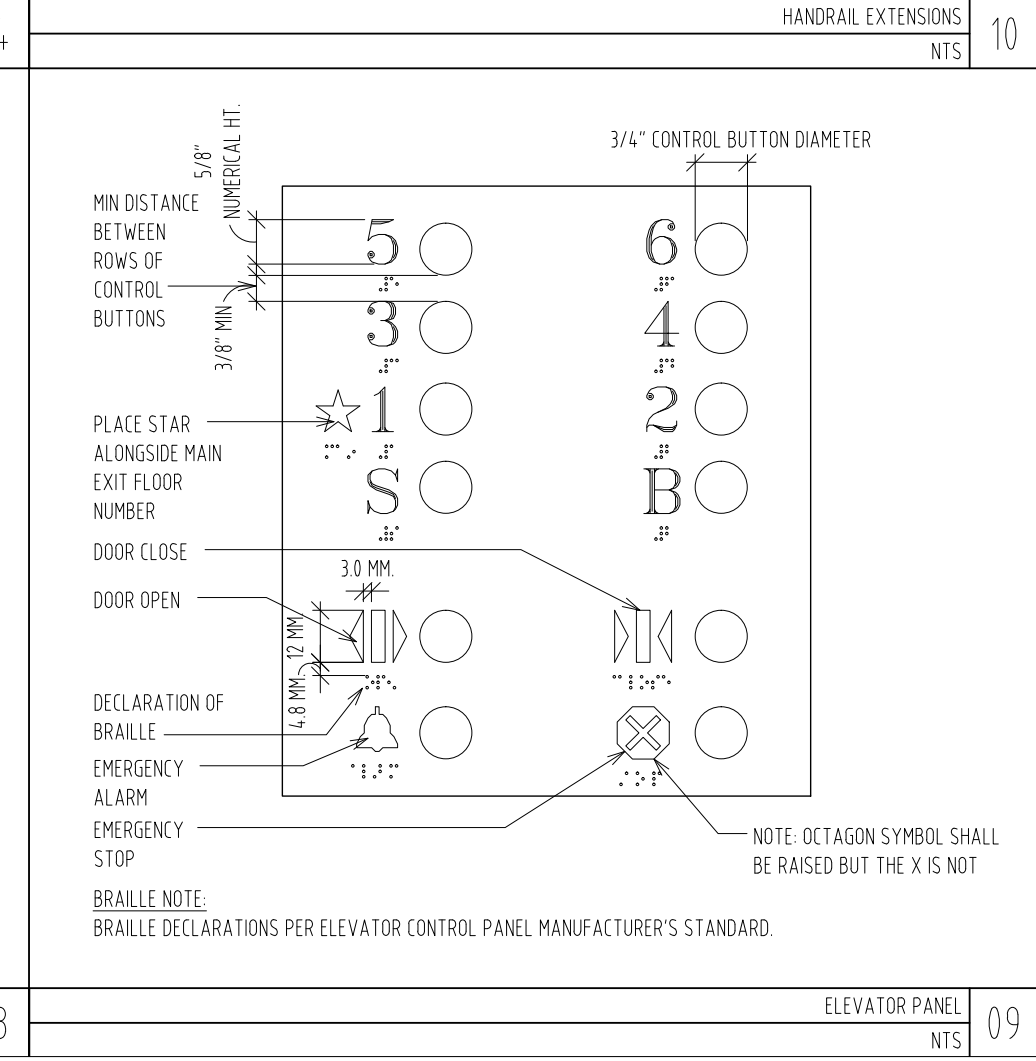 HANDRAIL EXTENSIONS
NTS
10
5/8"
NUMERICAL HT.
3/4" CONTROL BUTTON DIAMETER
MIN DISTANCE
BETWEEN
ROWS OF
CONTROL
BUTTONS
3/8" MIN
5
6
3
4
1
2
S
B
PLACE STAR
ALONGSIDE MAIN
EXIT FLOOR
NUMBER
DOOR CLOSE
3.0 MM.
DOOR OPEN
12 MM
4.8 MM.
DECLARATION OF
BRAILLE
EMERGENCY
ALARM
EMERGENCY
STOP
NOTE: OCTAGON SYMBOL SHALL
BE RAISED BUT THE X IS NOT
BRAILLE NOTE:
BRAILLE DECLARATIONS PER ELEVATOR CONTROL PANEL MANUFACTURER'S STANDARD.
ELEVATOR PANEL
NTS
09